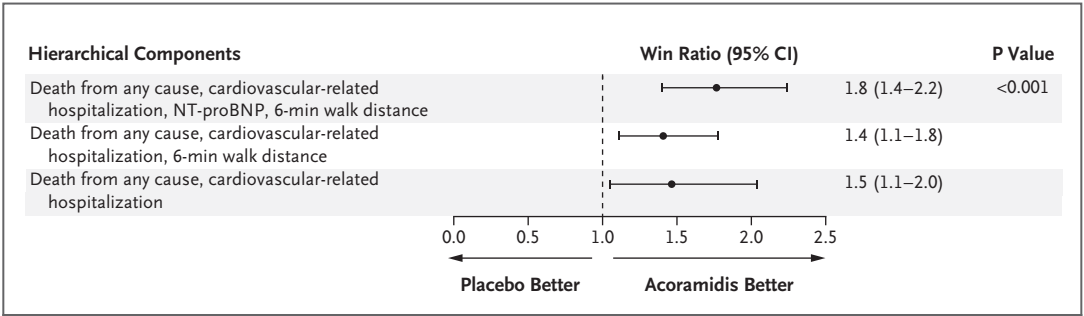 Hierarchical Components Win Ratio (95% CI) P Value
Death from any cause, cardiovascular-related 1.8 (1.4–2.2) <0.001
hospitalization, NT-proBNP, 6-min walk distance
Death from any cause, cardiovascular-related 1.4 (1.1–1.8)
hospitalization, 6-min walk distance
Death from any cause, cardiovascular-related 1.5 (1.1–2.0)
hospitalization
0.0 0.5 1.0 1.5 2.0 2.5
Placebo Better Acoramidis Better